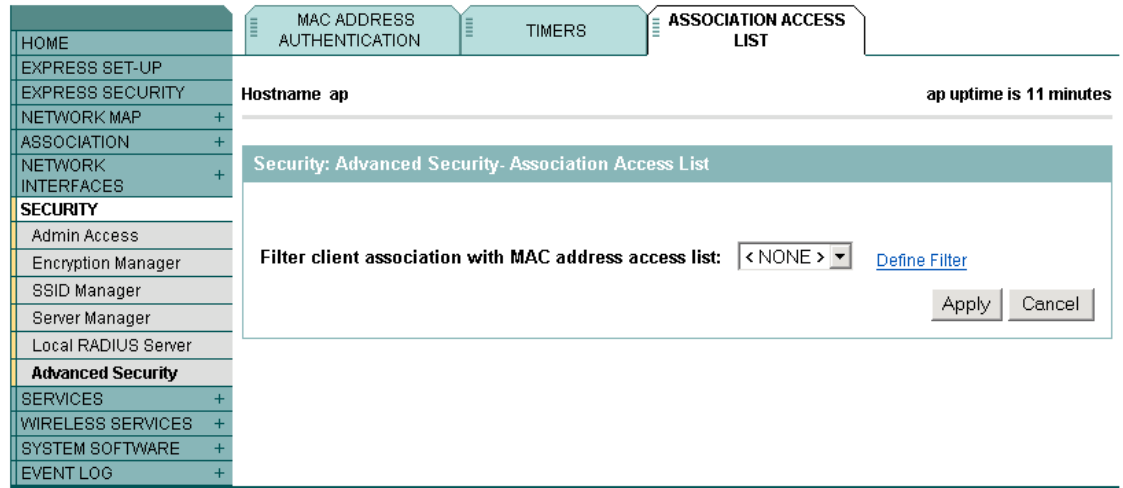 MAC ADDRESS
AUTHENTICATION
TIMERS
ASSOCIATION ACCESS
LIST
HOME
EXPRESS SET-UP
EXPRESS SECURITY
NETWORK MAP +
ASSOCIATION +
NETWORK
INTERFACES +
SECURITY
Admin Access
Encryption Manager
SSID Manager
Server Manager
Local RADIUS Server
Advanced Security
SERVICES +
WIRELESS SERVICES +
SYSTEM SOFTWARE +
EVENT LOG +
Hostname ap
ap uptime is 11 minutes
Security: Advanced Security- Association Access List
Filter client association with MAC address access list: < NONE > Define Filter
Apply Cancel